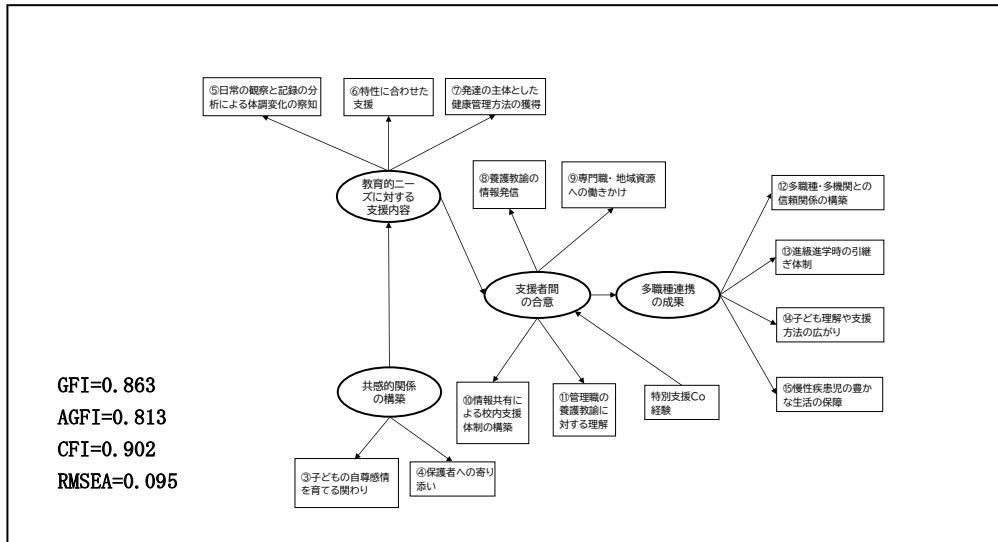 ⑤日常の観察と記録の分
析による体調変化の察知
⑥特性に合わせた
支援
⑦発達の主体とした
健康管理方法の獲得
教育的ニー
ズに対する
支援内容
⑧養護教諭の
情報発信
⑨専門職・地域資源
への働きかけ
⑫多職種・多機関との
信頼関係の構築
⑬進級進学時の引継
ぎ体制
支援者間
の合意
多職種連携
の成果
⑭子ども理解や支援
方法の広がり
⑮慢性疾患児の豊か
な生活の保障
共感的関係
の構築
⑩情報共有に
よる校内支援
体制の構築
⑪管理職の
養護教諭に
対する理解
特別支援Co
経験
③子どもの自尊感情
を育てる関わり
④保護者への寄り
添い
GFI=0.863
AGFI=0.813
CFI=0.902
RMSEA=0.095